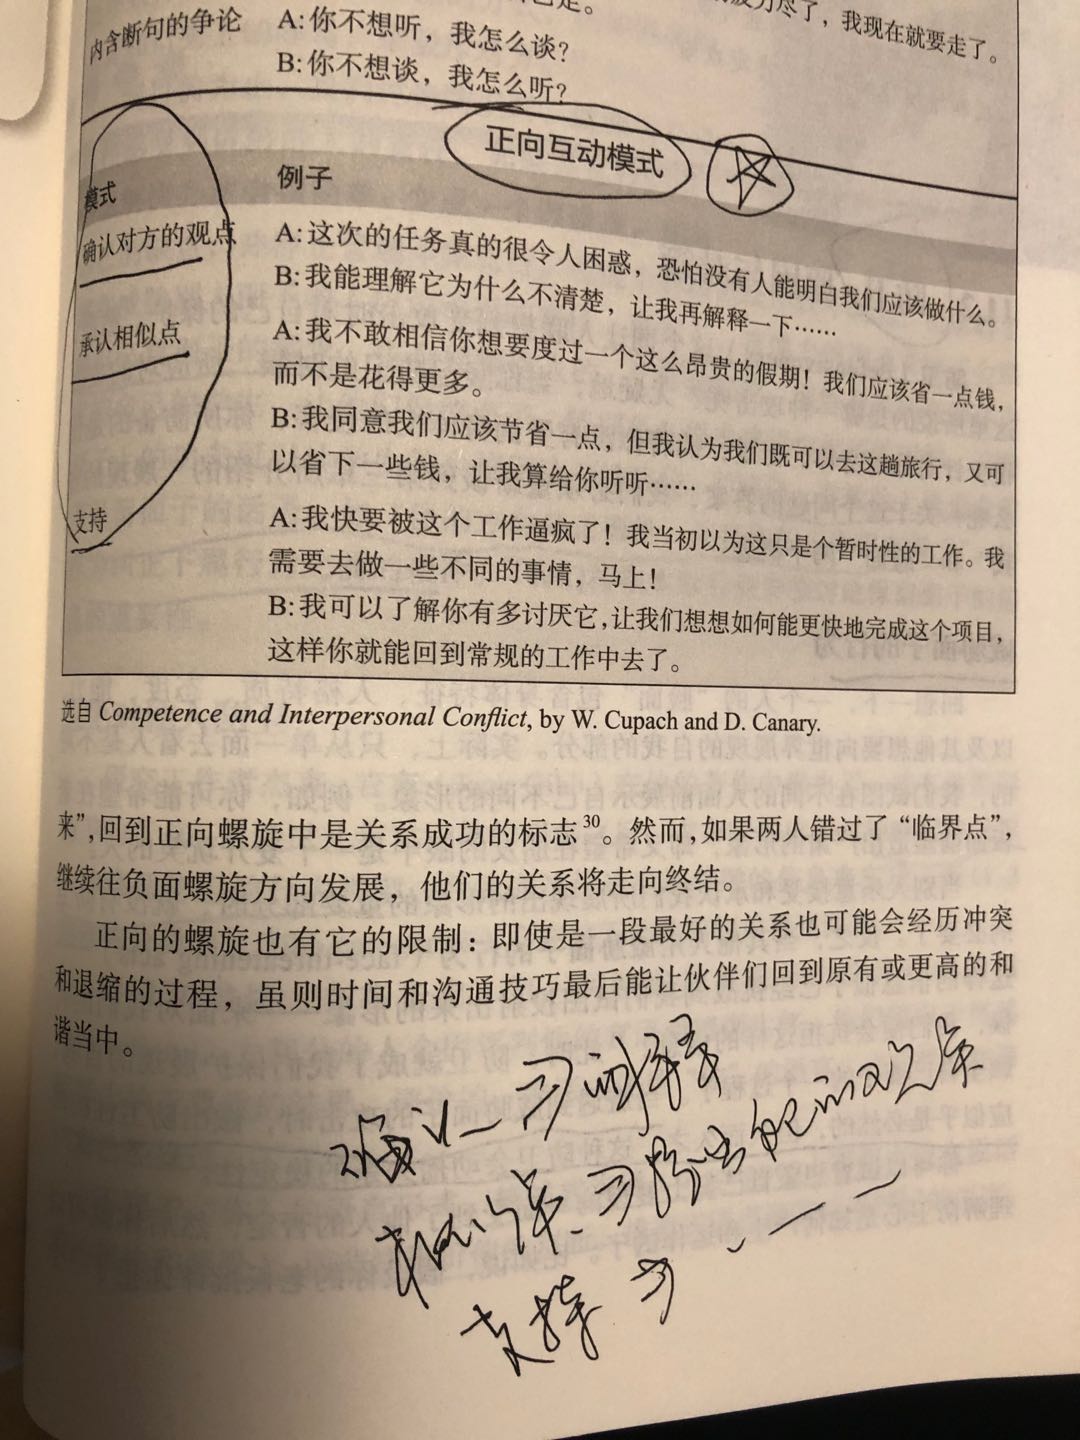 力尽了，我现在就要走了。
内含断句的争论
A:你不想听，我怎么谈？
B:你不想谈，我怎么听？
正向互动模式
模式
例子
确认对方的观点
A:这次的任务真的很令人困惑，恐怕没有人能明白我们应该做什么。
B:我能理解它为什么不清楚，让我再解释一下……
承认相似点
A:我不敢相信你想要度过一个这么昂贵的假期！我们应该省一点钱，
而不是花得更多。
B:我同意我们应该节省一点，但我认为我们既可以去这趟旅行，又可
以省下一些钱，让我算给你听听……
支持
A:我快要被这个工作逼疯了！我当初以为这只是个暂时性的工作。我
需要去做一些不同的事情，马上！
B:我可以了解你有多讨厌它，让我们想想如何能更快地完成这个项目，
这样你就能回到常规的工作中去了。
选自 Competence and Interpersonal Conflict, by W. Cupach and D. Canary.
来”，回到正向螺旋中是关系成功的标志30。然而，如果两人错过了“临界点”，
继续往负面螺旋方向发展，他们的关系将走向终结。
正向的螺旋也有它的限制：即使是一段最好的关系也可能会经历冲突
和退缩的过程，虽则时间和沟通技巧最后能让伙伴们回到原有或更高的和
谐当中。
确认
自己的观点
支持